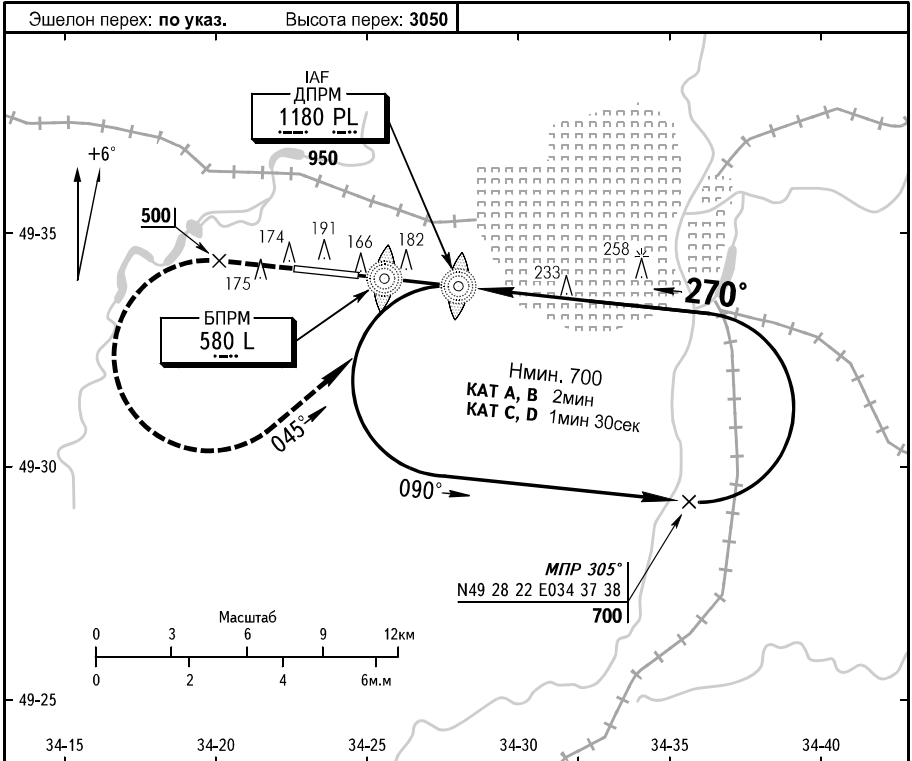 Эшелон перех: по указ. Высота перех: 3050
IAF
ДПРМ
1180 PL
950
+6°
500
174
191
166
182
175
233
258
270°
49-35
БПРМ
580 L
Нмин. 700
КАТ A, B 2мин
КАТ C, D 1мин 30сек
045°
49-30
090°
МПР 305°
N49 28 22 E034 37 38
700
Масштаб
0 3 6 9 12км
0 2 4 6м.м
49-25
34-15 34-20 34-25 34-30 34-35 34-40